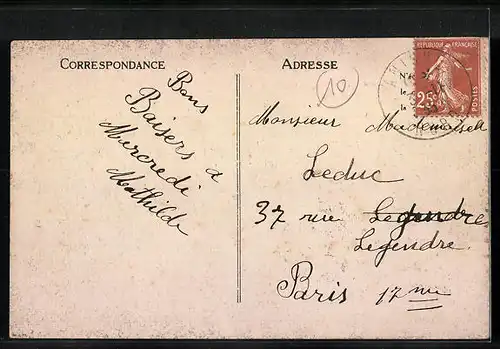 CORRESPONDANCE
Bons
Baisers à
Mercredi
Mathilde
ADRESSE
10
REPUBLIQUE FRANÇAISE
25c
POSTES
Monsieur Mademoiselle
Leduc
37 rue Legendre
Legendre
Paris 17me